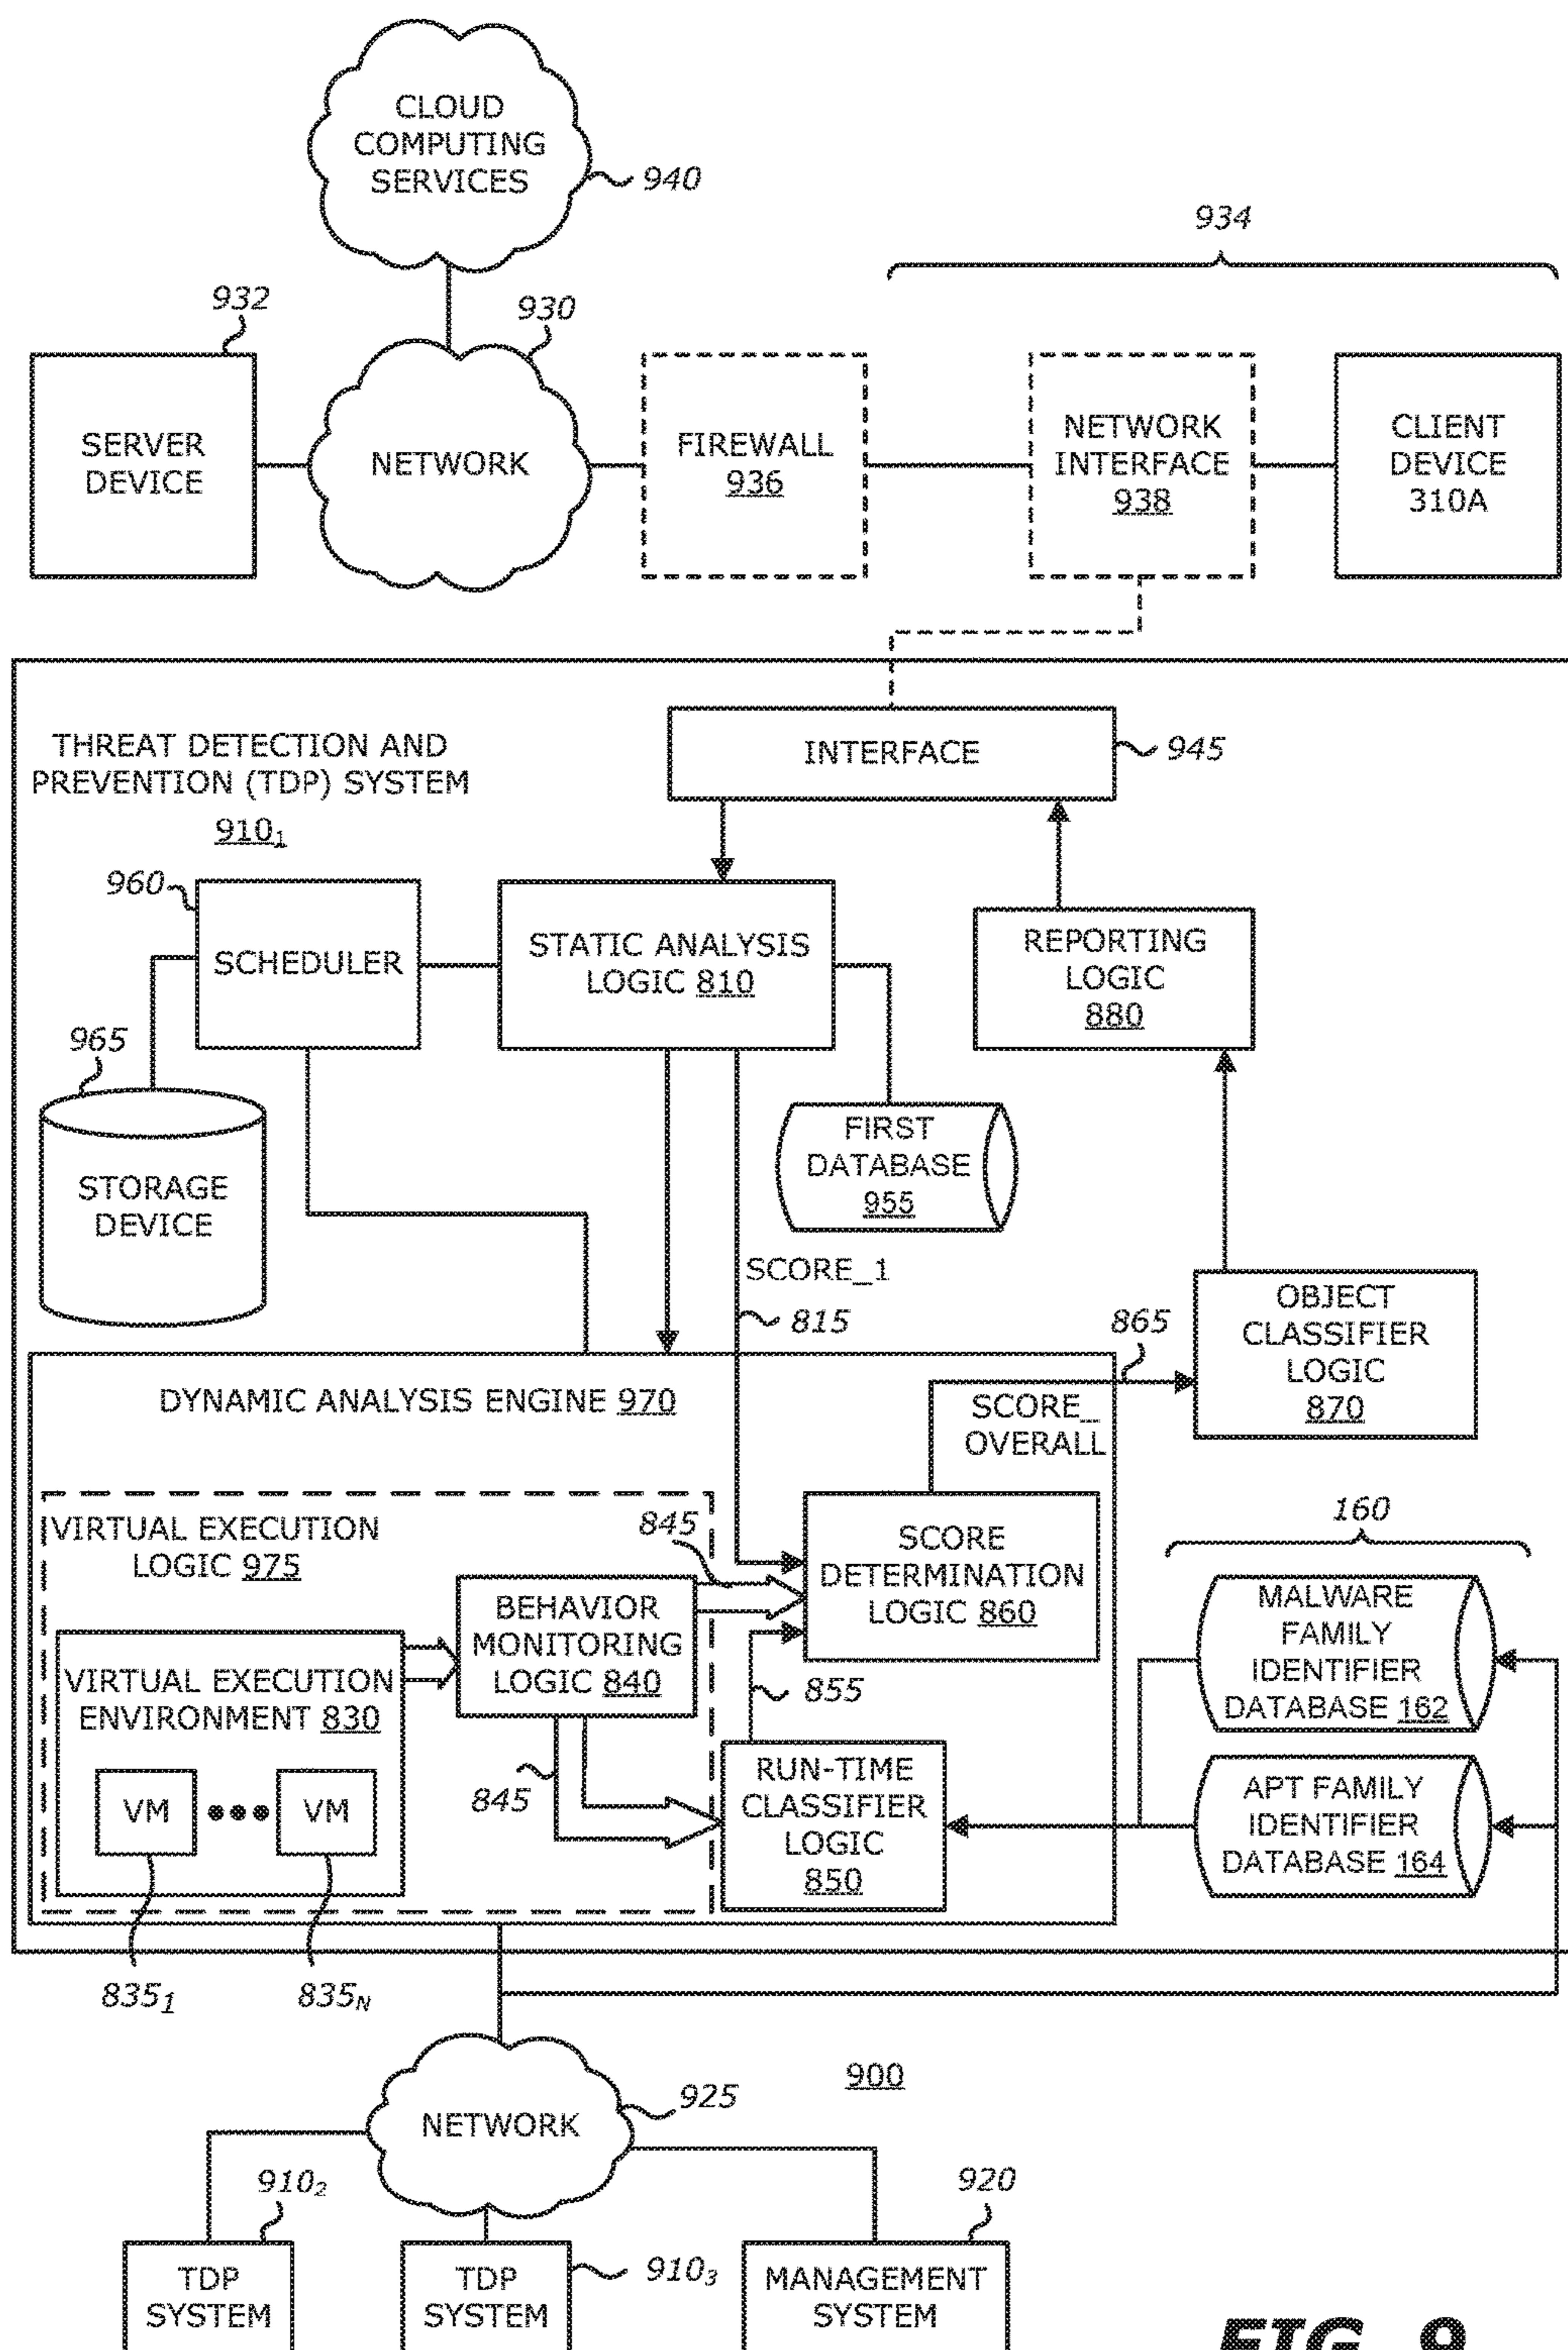 CLOUD
COMPUTING
SERVICES
940
934
932
930
SERVER
DEVICE
NETWORK
FIREWALL
936
NETWORK
INTERFACE
938
CLIENT
DEVICE
310A
THREAT DETECTION AND
PREVENTION (TDP) SYSTEM
910₁
INTERFACE
945
960
SCHEDULER
STATIC ANALYSIS
LOGIC 810
REPORTING
LOGIC
880
965
STORAGE
DEVICE
FIRST
DATABASE
955
SCORE_1
815
865
OBJECT
CLASSIFIER
LOGIC
870
DYNAMIC ANALYSIS ENGINE 970
SCORE_
OVERALL
VIRTUAL EXECUTION
LOGIC 975
845
SCORE
DETERMINATION
LOGIC 860
160
MALWARE
FAMILY
IDENTIFIER
DATABASE 162
BEHAVIOR
MONITORING
LOGIC 840
VIRTUAL EXECUTION
ENVIRONMENT 830
855
VM
VM
845
RUN-TIME
CLASSIFIER
LOGIC
850
APT FAMILY
IDENTIFIER
DATABASE 164
835₁
835ₙ
900
NETWORK
925
910₂
920
TDP
SYSTEM
TDP
SYSTEM
910₃
MANAGEMENT
SYSTEM
FIG. 9